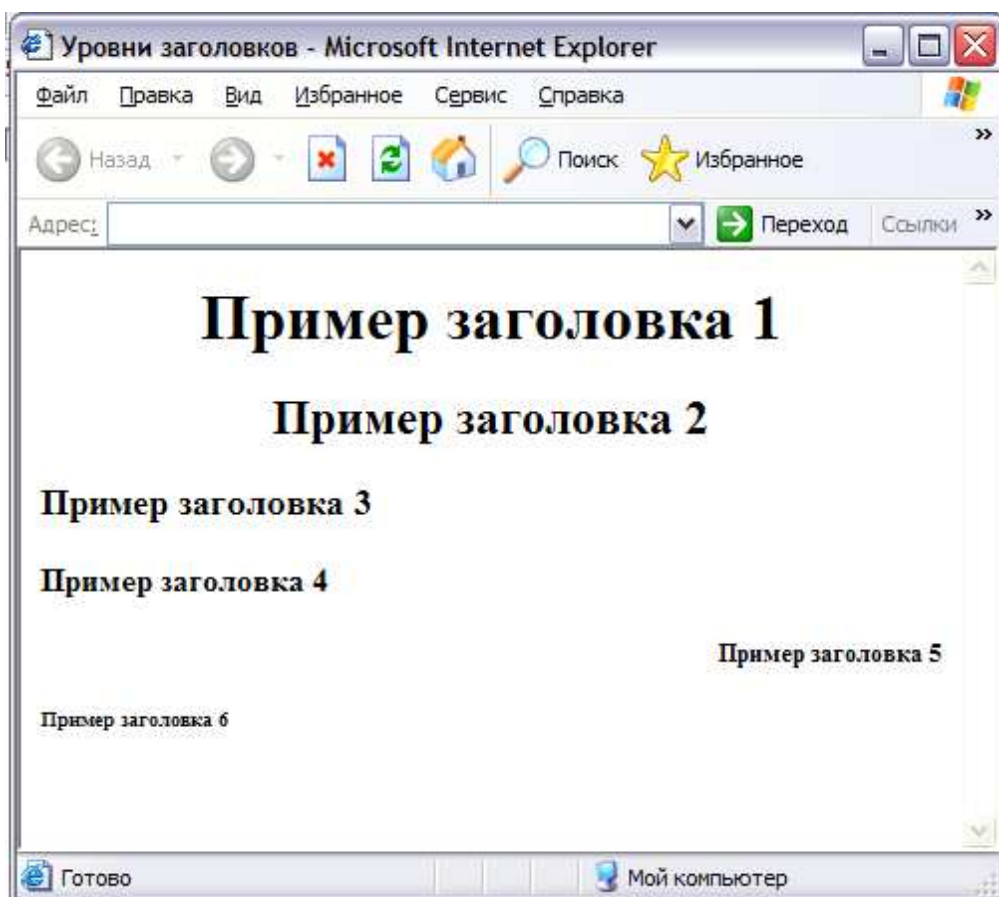 Уровни заголовков - Microsoft Internet Explorer
Файл Правка Вид Избранное Сервис Справка
Назад Поиск Избранное »
Адрес: Переход Ссылки »
Пример заголовка 1
Пример заголовка 2
Пример заголовка 3
Пример заголовка 4
Пример заголовка 5
Пример заголовка 6
Готово Мой компьютер